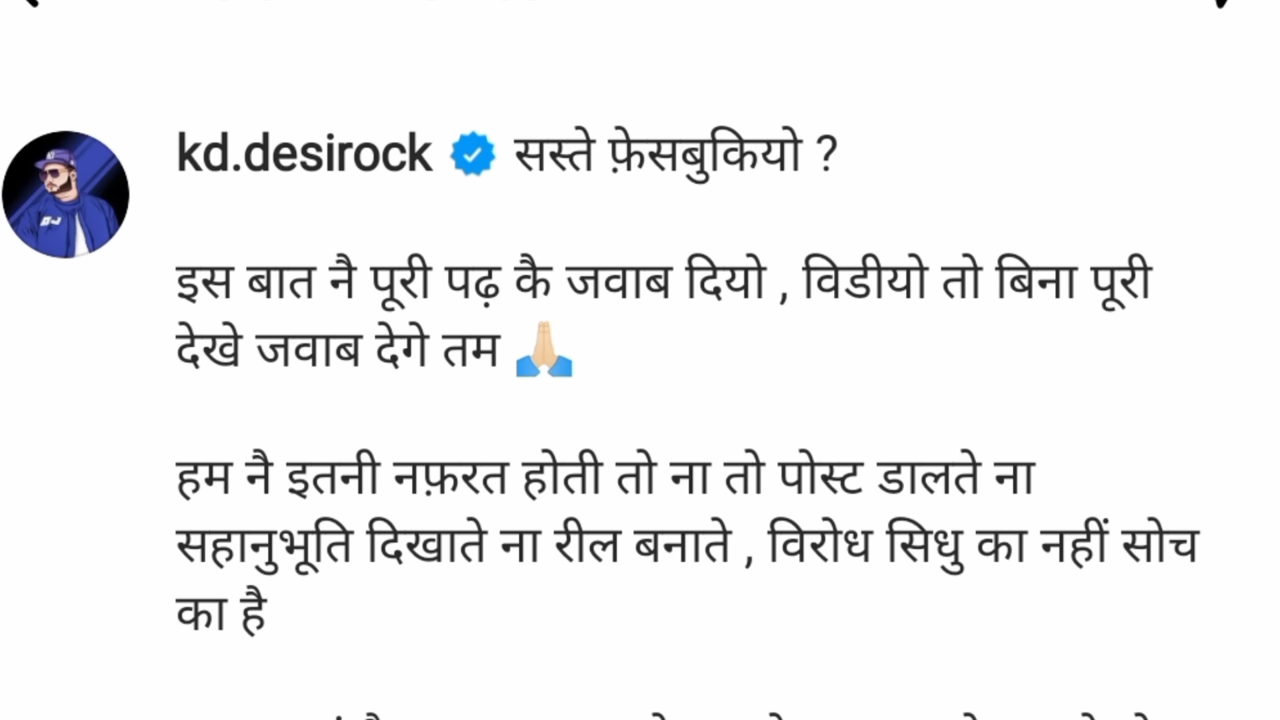 kd.desirock सस्ते फ़ेसबुकियो ?
इस बात नै पूरी पढ़ कै जवाब दियो , विडीयो तो बिना पूरी
देखे जवाब देगे तम 🙏🏻
हम नै इतनी नफ़रत होती तो ना तो पोस्ट डालते ना
सहानुभूति दिखाते ना रील बनाते , विरोध सिधु का नहीं सोच
का है